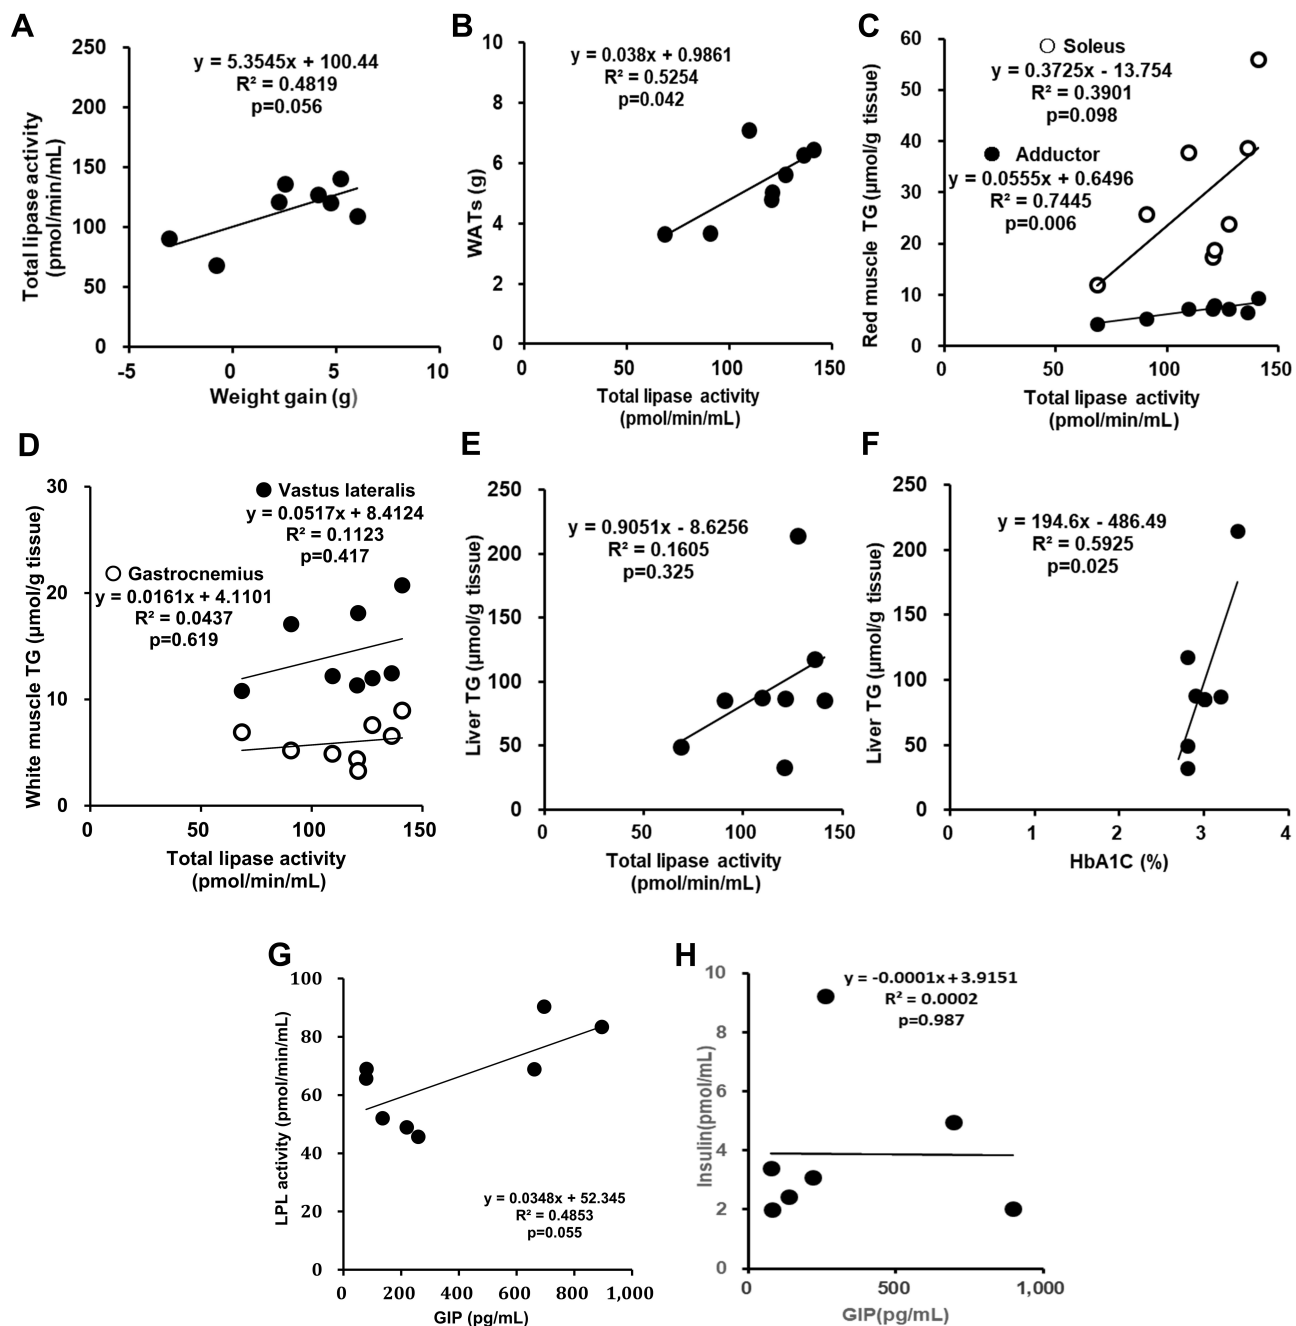 A
Total lipase activity
(pmol/min/mL)
250
200
150
100
50
0
y = 5.3545x + 100.44
R² = 0.4819
p=0.056
-5
0
5
10
Weight gain (g)
B
WATs (g)
10
8
6
4
2
0
y = 0.038x + 0.9861
R² = 0.5254
p=0.042
0
50
100
150
Total lipase activity
(pmol/min/mL)
C
Red muscle TG (µmol/g tissue)
60
50
40
30
20
10
0
Soleus
y = 0.3725x - 13.754
R² = 0.3901
p=0.098
Adductor
y = 0.0555x + 0.6496
R² = 0.7445
p=0.006
0
50
100
150
Total lipase activity
(pmol/min/mL)
D
White muscle TG (µmol/g tissue)
30
20
10
0
Vastus lateralis
y = 0.0517x + 8.4124
R² = 0.1123
p=0.417
Gastrocnemius
y = 0.0161x + 4.1101
R² = 0.0437
p=0.619
0
50
100
150
Total lipase activity
(pmol/min/mL)
E
Liver TG (µmol/g tissue)
250
200
150
100
50
0
y = 0.9051x - 8.6256
R² = 0.1605
p=0.325
0
50
100
150
Total lipase activity
(pmol/min/mL)
F
Liver TG (µmol/g tissue)
250
200
150
100
50
0
y = 194.6x - 486.49
R² = 0.5925
p=0.025
0
1
2
3
4
HbA1C (%)
G
LPL activity (pmol/min/mL)
100
80
60
40
20
0
y = 0.0348x + 52.345
R² = 0.4853
p=0.055
0
200
400
600
800
1,000
GIP (pg/mL)
H
Insulin(pmol/mL)
10
8
6
4
2
0
y = -0.0001x+3.9151
R² = 0.0002
p=0.987
0
500
1,000
GIP(pg/mL)